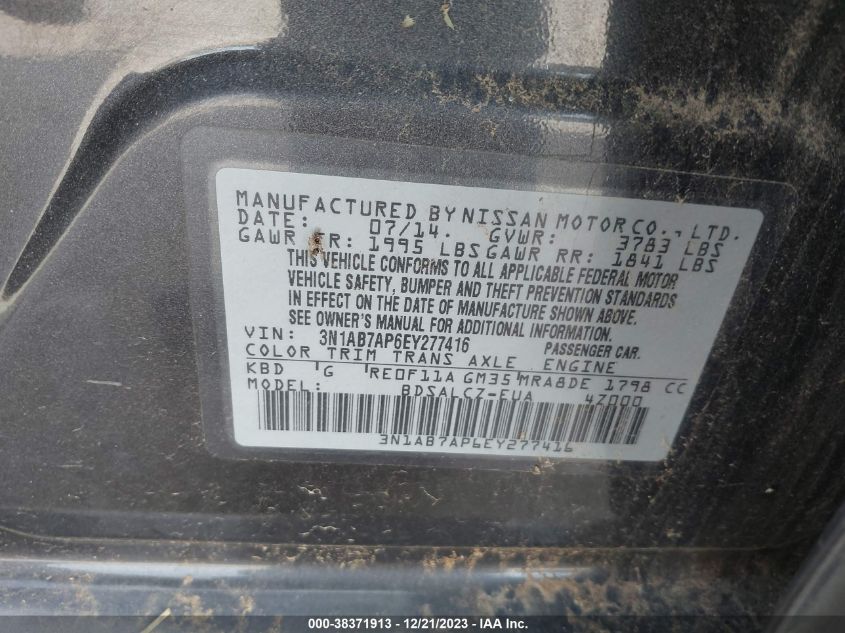 MANUFACTURED BY NISSAN MOTOR CO., LTD.
DATE: 07/14. GVWR: 3783 LBS
GAWR FR: 1995 LBS GAWR RR: 1841 LBS
THIS VEHICLE CONFORMS TO ALL APPLICABLE FEDERAL MOTOR
VEHICLE SAFETY, BUMPER AND THEFT PREVENTION STANDARDS
IN EFFECT ON THE DATE OF MANUFACTURE SHOWN ABOVE.
SEE OWNER'S MANUAL FOR ADDITIONAL INFORMATION.
VIN: 3N1AB7AP6EY277416 PASSENGER CAR.
COLOR TRIM TRANS AXLE ENGINE
KBD G RE0F11A GM35 MRA8DE 1798 CC
MODEL: BDSALCZ-EUA 47000
3N1AB7AP6EY277416
000-38371913 - 12/21/2023 - IAA Inc.